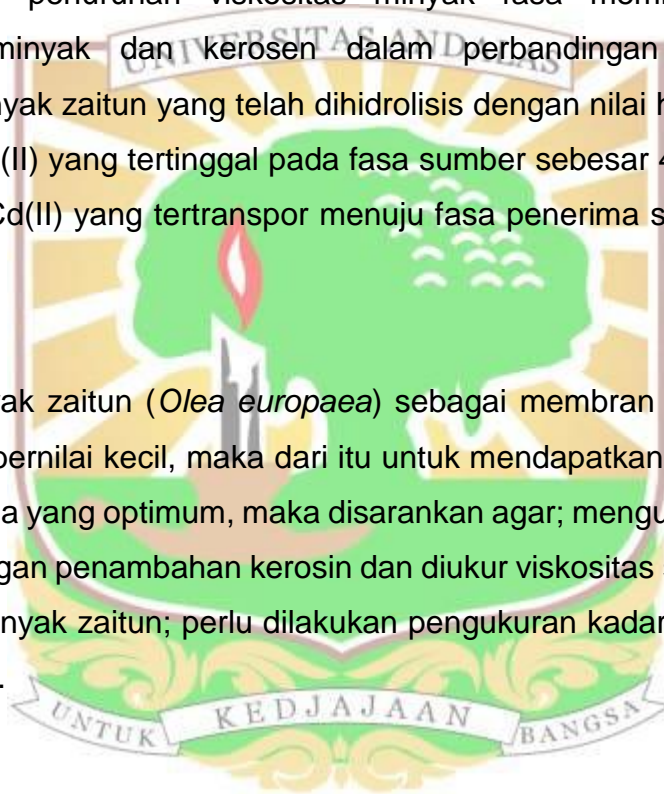 penurunan viskositas minyak fasa
minyak dan kerosen dalam perbandingan
UNIVERSITAS ANDALAS
yak zaitun yang telah dihidrolisis dengan nilai
(II) yang tertinggal pada fasa sumber sebesar
Cd(II) yang tertranspor menuju fasa penerima
yak zaitun (Olea europaea) sebagai membran
bernilai kecil, maka dari itu untuk mendapatkan
a yang optimum, maka disarankan agar; mengu
gan penambahan kerosin dan diukur viskositas
nyak zaitun; perlu dilakukan pengukuran kadar
UNTUK KEDJAJAAN BANGSA